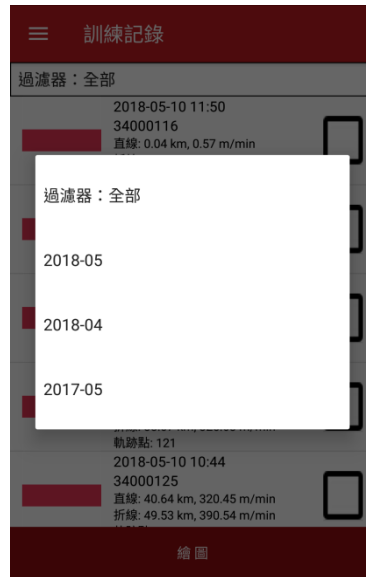 訓練記錄
過濾器：全部
2018-05-10 11:50
34000116
直線: 0.04 km, 0.57 m/min
過濾器：全部
2018-05
2018-04
2017-05
軌跡點: 121
2018-05-10 10:44
34000125
直線: 40.64 km, 320.45 m/min
折線: 49.53 km, 390.54 m/min
繪圖